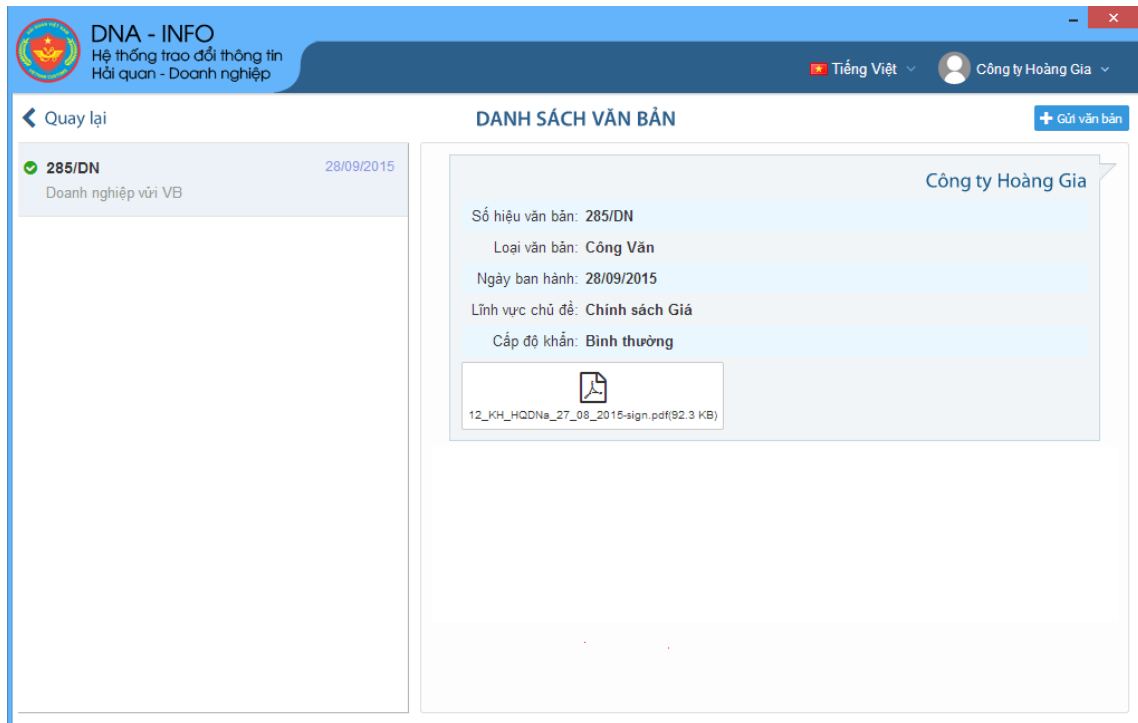 DNA - INFO
Hệ thống trao đổi thông tin
Hải quan - Doanh nghiệp
Tiếng Việt
Công ty Hoàng Gia
Quay lại
DANH SÁCH VĂN BẢN
Gửi văn bản
285/DN
28/09/2015
Doanh nghiệp vửi VB
Công ty Hoàng Gia
Số hiệu văn bản: 285/DN
Loại văn bản: Công Văn
Ngày ban hành: 28/09/2015
Lĩnh vực chủ đề: Chính sách Giá
Cấp độ khẩn: Bình thường
12_KH_HQDNa_27_08_2015-sign.pdf(92.3 KB)